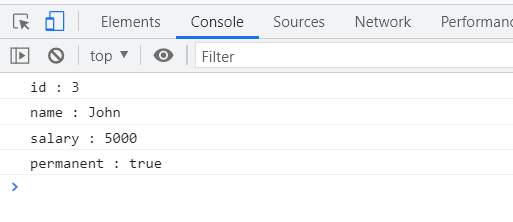 Elements Console Sources Network Performanc
top ▼ Filter
id : 3
name : John
salary : 5000
permanent : true
>